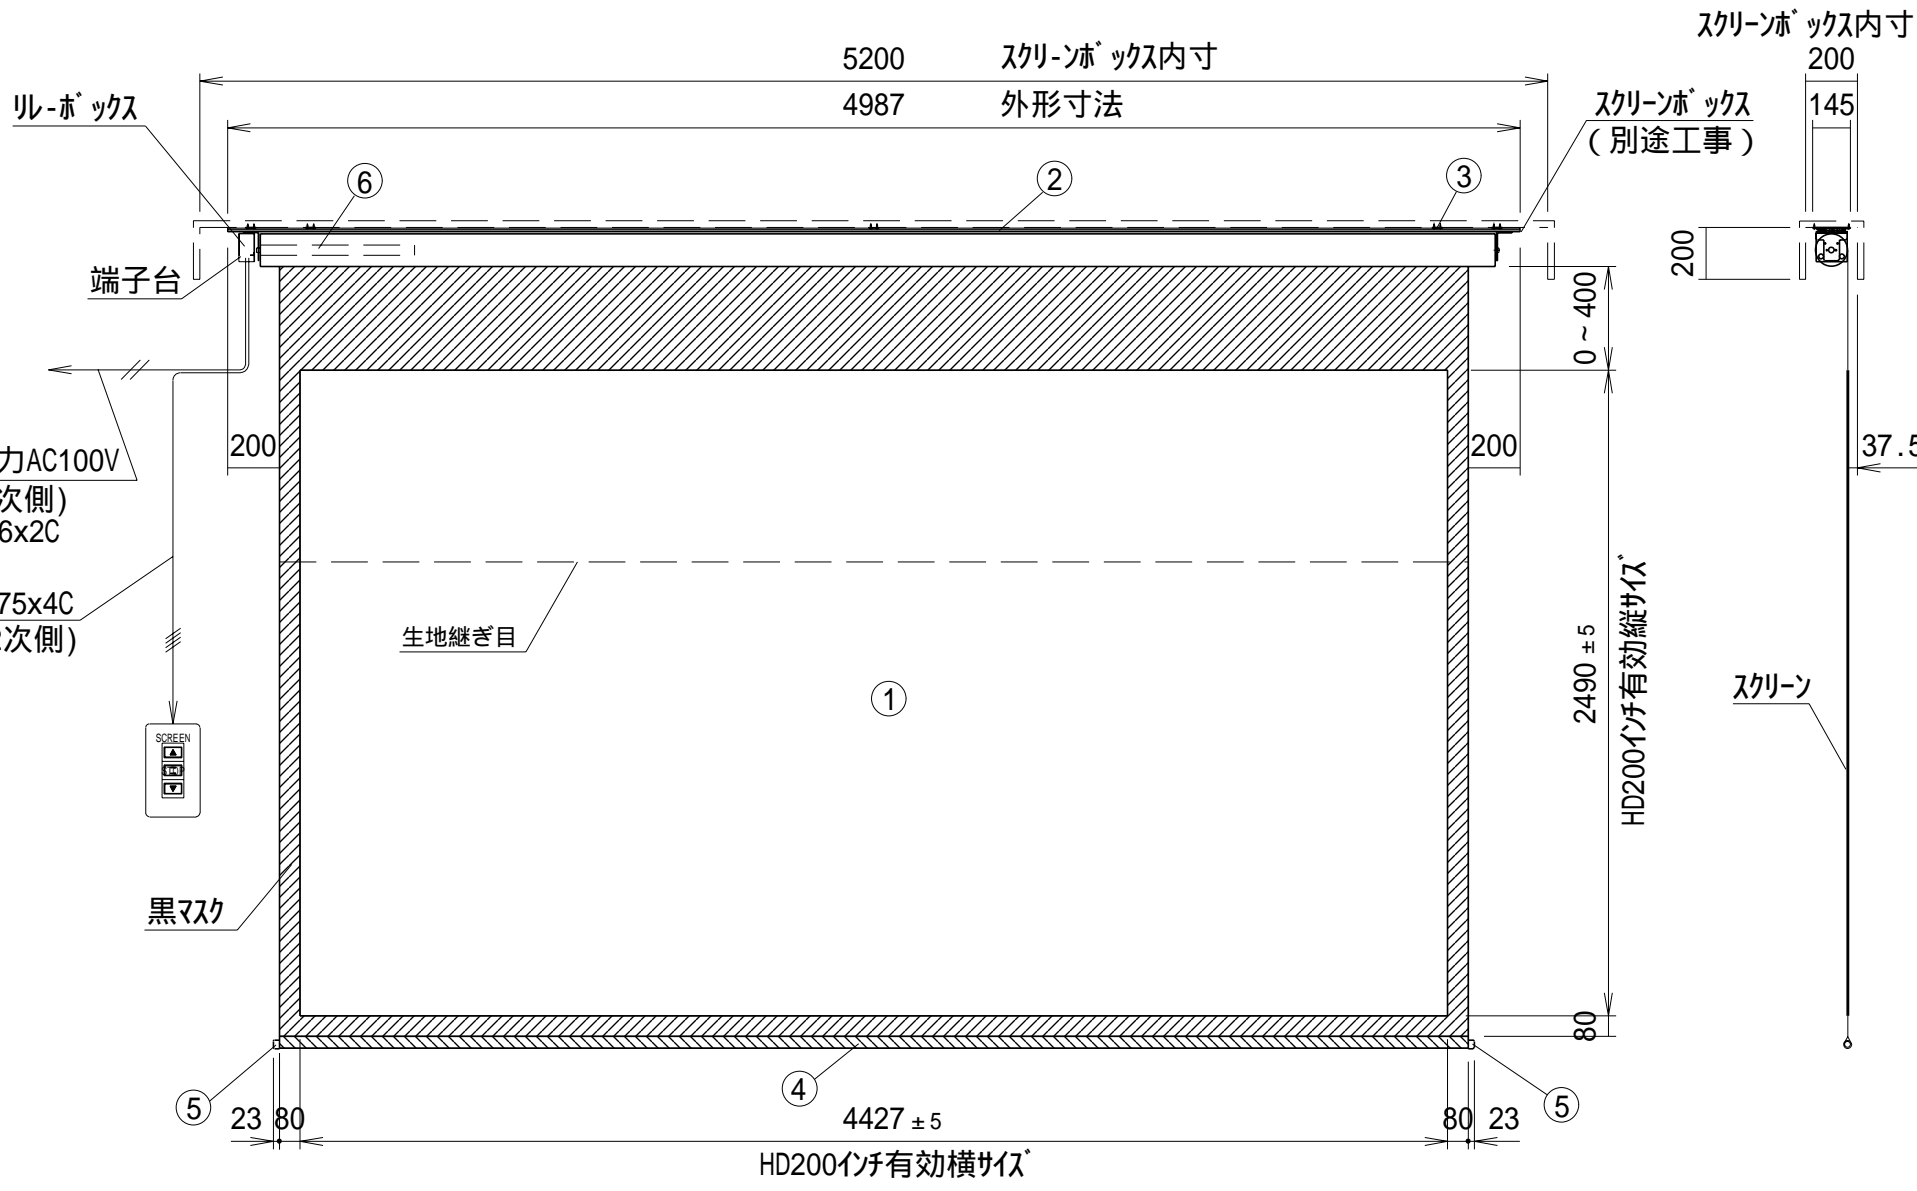 スクリーンボックス内寸
5200 スクリーンボックス内寸
200
リレーボックス
4987 外形寸法
スクリーンボックス
(別途工事)
145
⑥
②
③
端子台
200
0~400
200
200
37.5
力AC100V
次側)
6x2C
75x4C
次側)
生地継ぎ目
①
2490±5
HD200インチ有効縦サイズ
スクリーン
SCREEN
▲
▼
黒マスク
80
⑤
④
⑤
23 80 4427±5 80 23
HD200インチ有効横サイズ